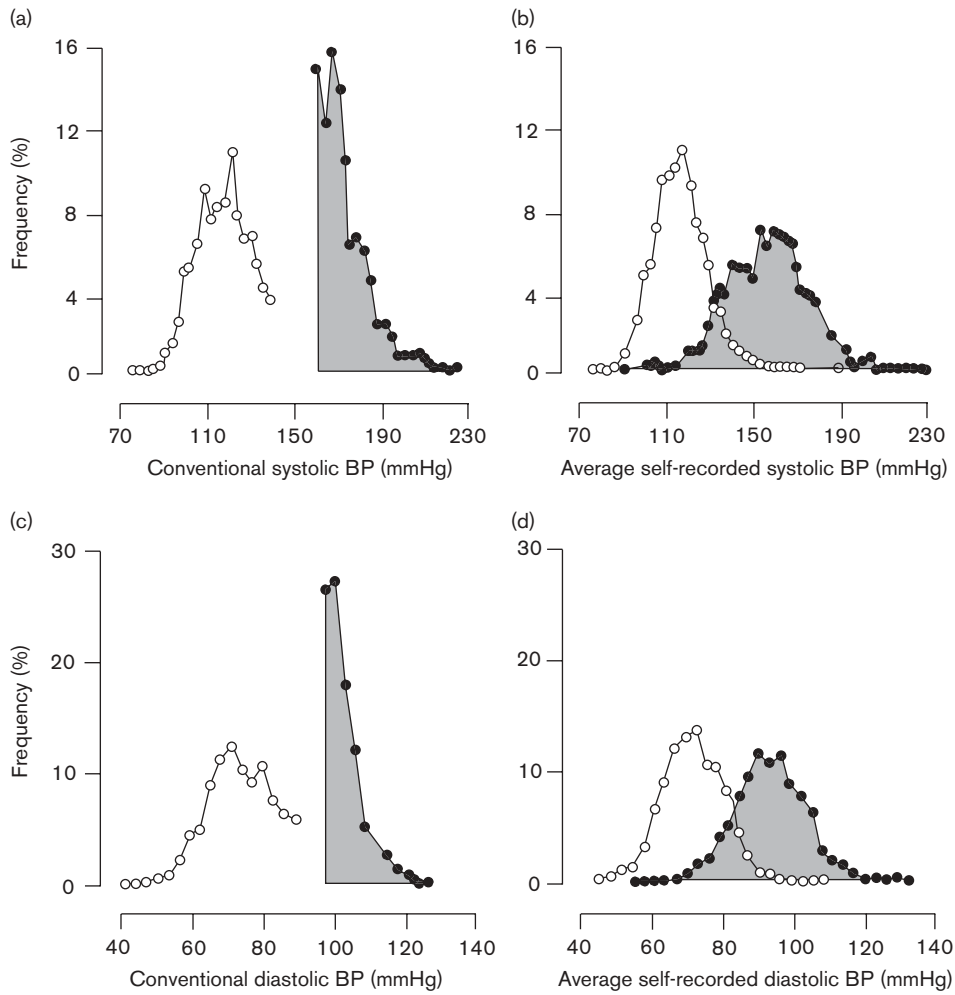 (a)
16
12
8
4
0
Frequency (%)
70 110 150 190 230
Conventional systolic BP (mmHg)
(b)
16
12
8
4
0
70 110 150 190 230
Average self-recorded systolic BP (mmHg)
(c)
30
20
10
0
Frequency (%)
40 60 80 100 120 140
Conventional diastolic BP (mmHg)
(d)
30
20
10
0
40 60 80 100 120 140
Average self-recorded diastolic BP (mmHg)